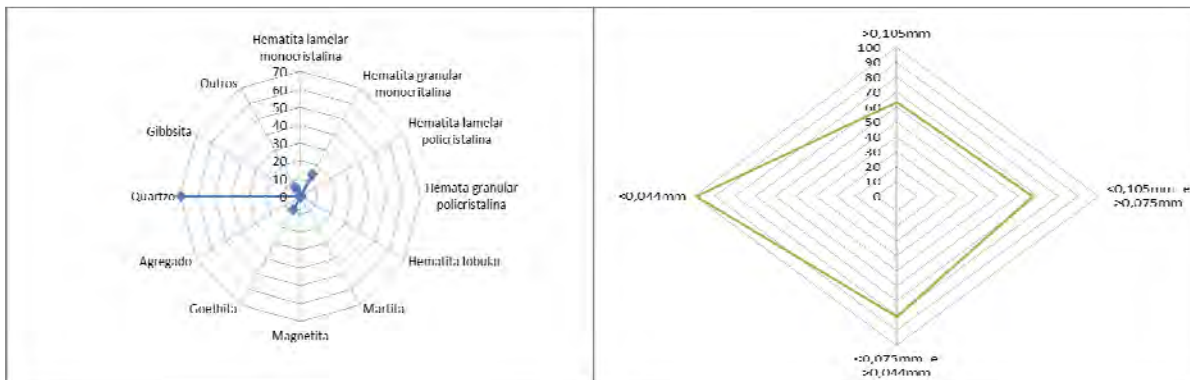 Hematita lamelar
monocristalina
70
60
50
40
30
20
10
0
Hematita granular
monocritalina
Hematita lamelar
policristalina
Hemata granular
policristalina
Hematita lobular
Martita
Magnetita
Goethita
Agregado
Quartzo
Gibbsita
Outros
>0,105mm
100
90
80
70
60
50
40
30
20
10
0
<0,105mm e
>0,075mm
<0,075mm e
>0,044mm
<0,044mm